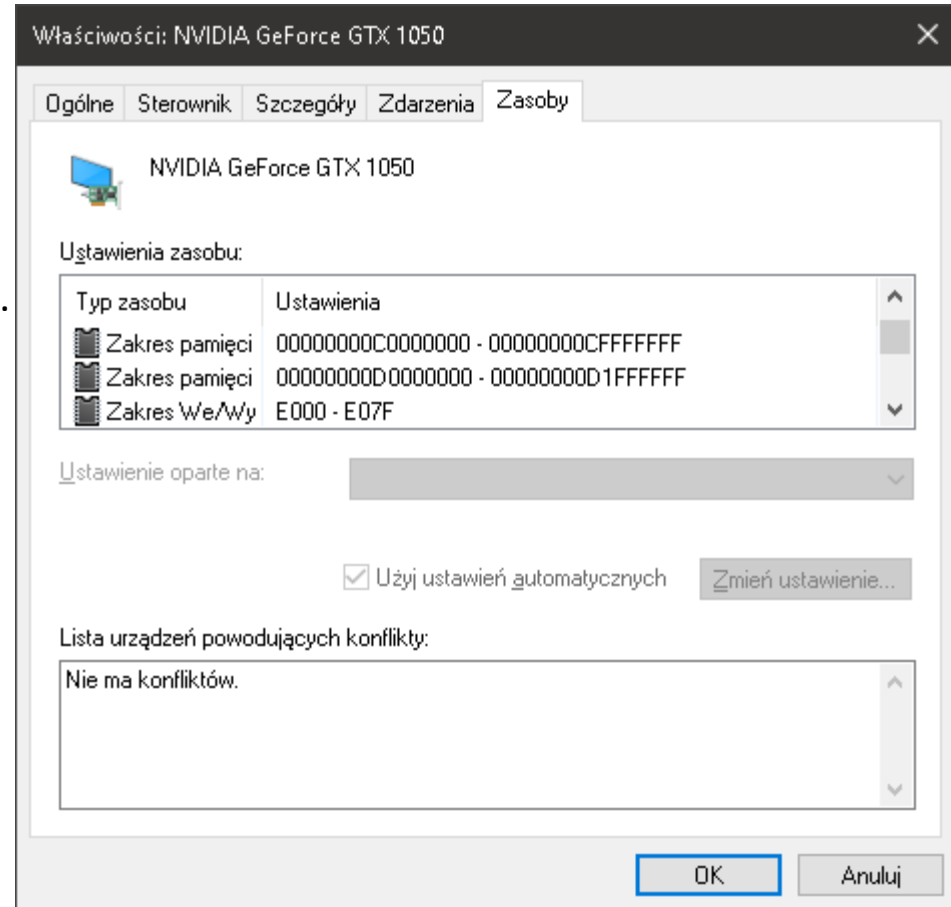 Właściwości: NVIDIA GeForce GTX 1050
Ogólne Sterownik Szczegóły Zdarzenia Zasoby
NVIDIA GeForce GTX 1050
Ustawienia zasobu:
Typ zasobu Ustawienia
Zakres pamięci 00000000C0000000 - 00000000CFFFFFFF
Zakres pamięci 00000000D0000000 - 00000000D1FFFFFF
Zakres We/Wy E000 - E07F
Ustawienie oparte na:
Użyj ustawień automatycznych Zmień ustawienie...
Lista urządzeń powodujących konflikty:
Nie ma konfliktów.
OK Anuluj